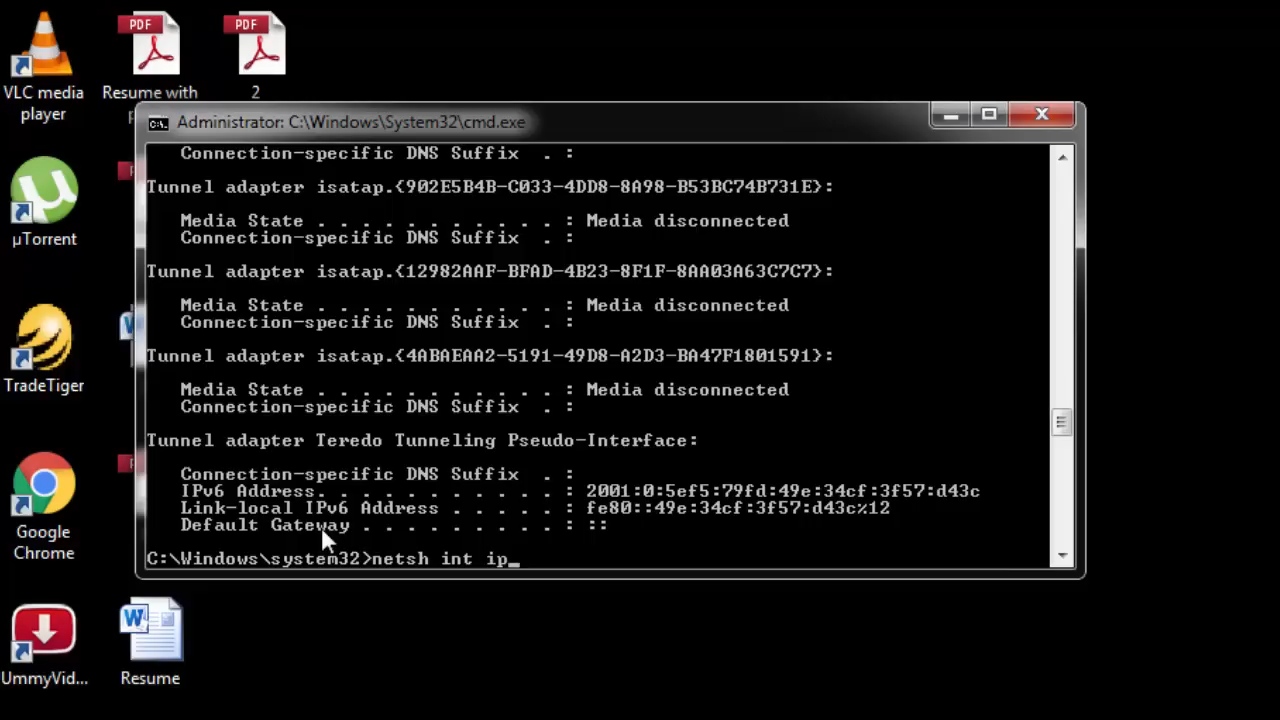 PDF
PDF
VLC media
player
Resume with
2
Administrator: C:\Windows\System32\cmd.exe
Connection-specific DNS Suffix . :
Tunnel adapter isatap.{902E5B4B-C033-4DD8-8A98-B53BC74B731E}:
Media State . . . . . . . . . . . : Media disconnected
Connection-specific DNS Suffix . :
Tunnel adapter isatap.{12982AAF-BFAD-4B23-8F1F-8AA03A63C7C7}:
Media State . . . . . . . . . . . : Media disconnected
Connection-specific DNS Suffix . :
Tunnel adapter isatap.{4ABAEAA2-5191-49D8-A2D3-BA47F1801591}:
Media State . . . . . . . . . . . : Media disconnected
Connection-specific DNS Suffix . :
Tunnel adapter Teredo Tunneling Pseudo-Interface:
Connection-specific DNS Suffix . :
IPv6 Address. . . . . . . . . . . : 2001:0:5ef5:79fd:49e:34cf:3f57:d43c
Link-local IPv6 Address . . . . . : fe80::49e:34cf:3f57:d43c%12
Default Gateway . . . . . . . . . : ::
C:\Windows\system32>netsh int ip_
µTorrent
TradeTiger
Google
Chrome
UmmyVid...
Resume